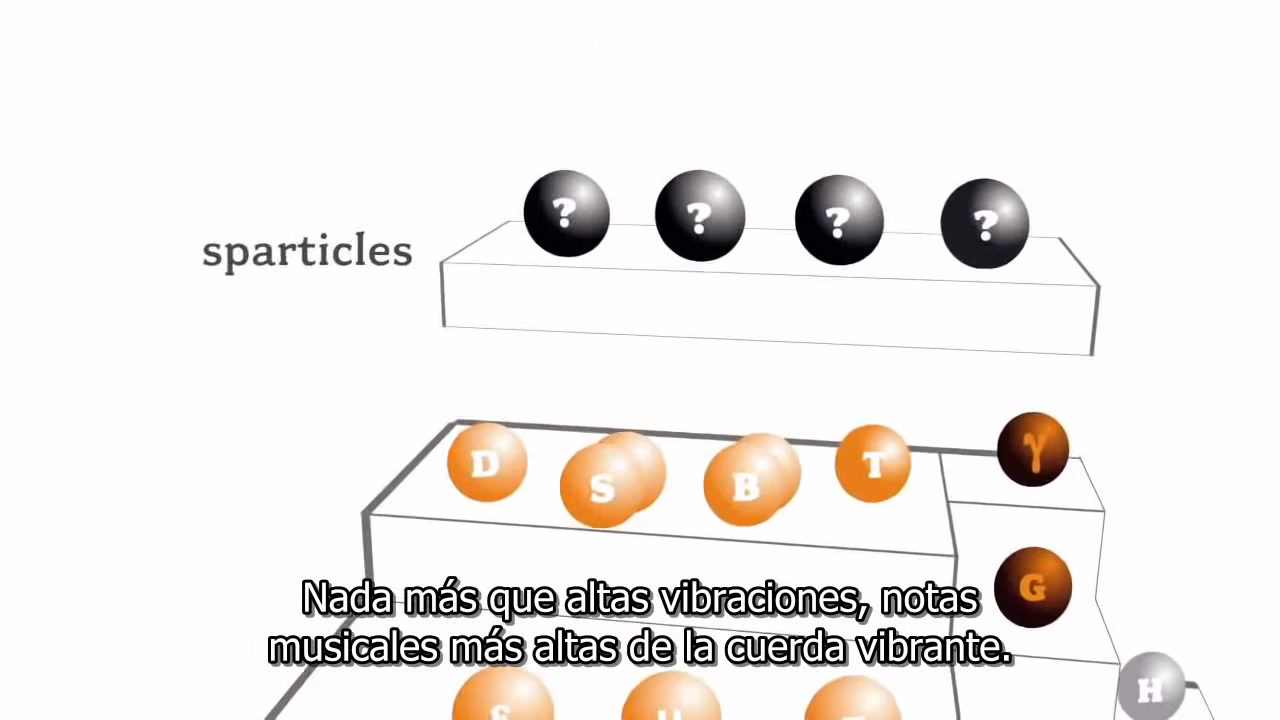 ? ? ? ?
sparticles
D S B T γ
G
Nada más que altas vibraciones, notas
musicales más altas de la cuerda vibrante.
H